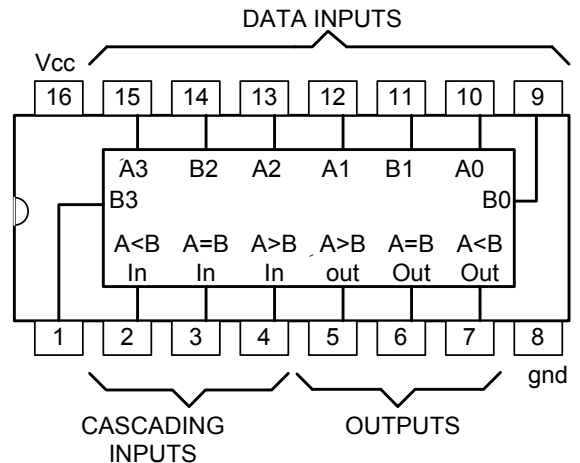 DATA INPUTS
Vcc
16 15 14 13 12 11 10 9
A3 B2 A2 A1 B1 A0
B3 B0
A<B A=B A>B A>B A=B A<B
In In In out Out Out
1 2 3 4 5 6 7 8
gnd
CASCADING OUTPUTS
INPUTS